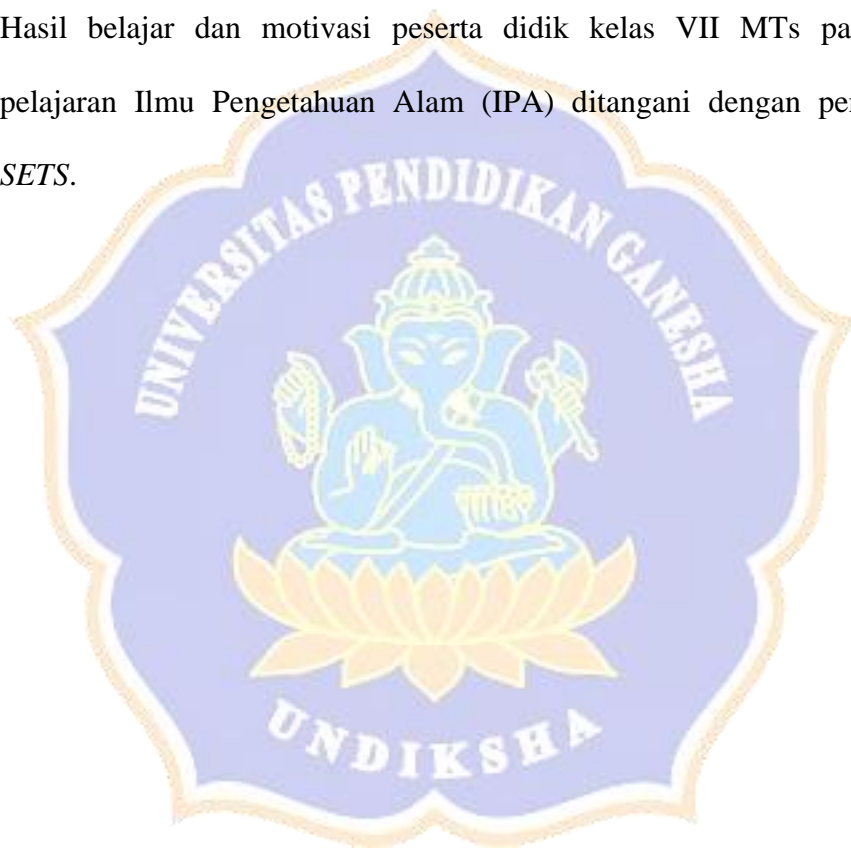 Hasil belajar dan motivasi peserta didik kelas VII MTs pa
pelajaran Ilmu Pengetahuan Alam (IPA) ditangani dengan pe
SETS.
UNIVERSITAS PENDIDIKAN GANESHA
UNDIKSHA